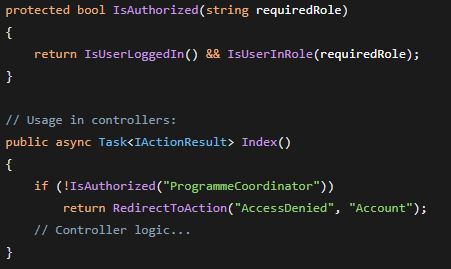 protected bool IsAuthorized(string requiredRole)
{
    return IsUserLoggedIn() && IsUserInRole(requiredRole);
}

// Usage in controllers:
public async Task<IActionResult> Index()
{
    if (!IsAuthorized("ProgrammeCoordinator"))
        return RedirectToAction("AccessDenied", "Account");
    // Controller logic...
}